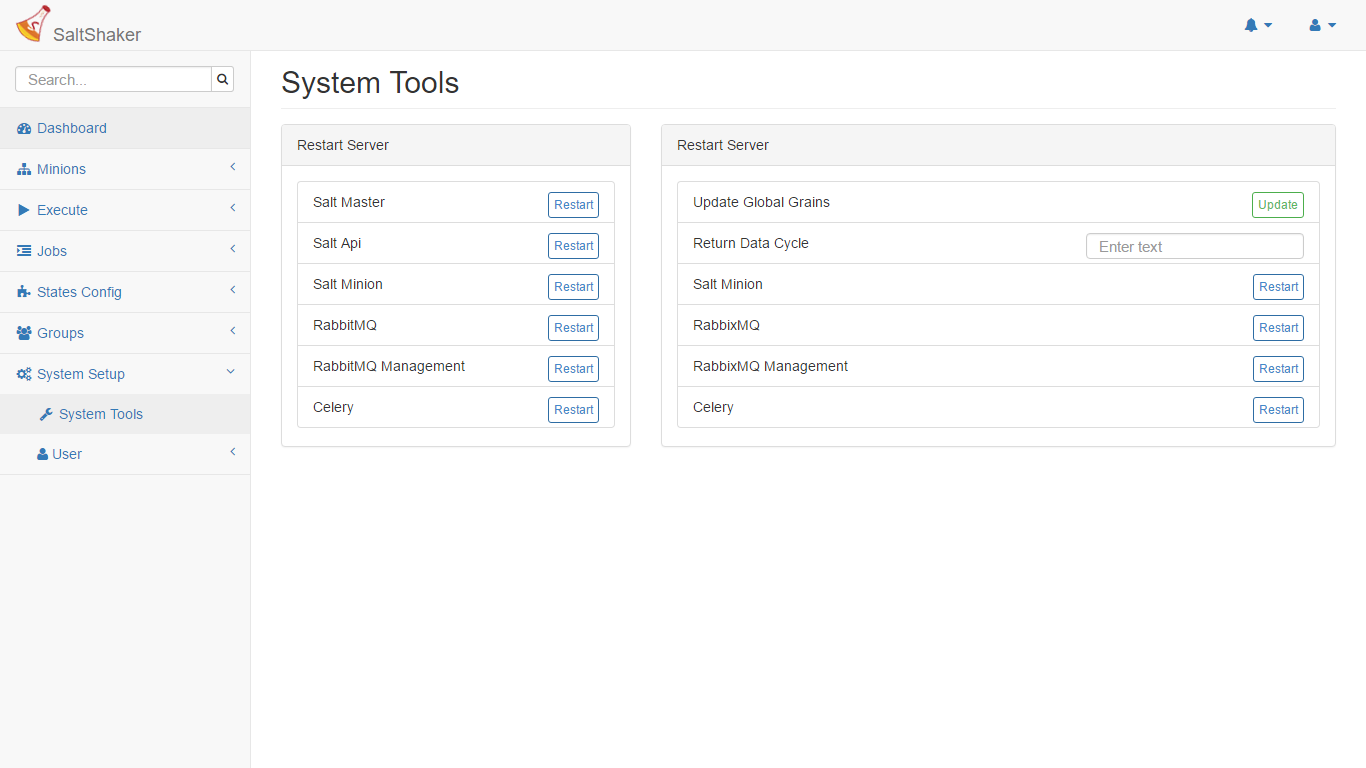 SaltShaker
Search...
Dashboard
Minions
Execute
Jobs
States Config
Groups
System Setup
System Tools
User
System Tools
Restart Server
Salt Master Restart
Salt Api Restart
Salt Minion Restart
RabbitMQ Restart
RabbitMQ Management Restart
Celery Restart
Restart Server
Update Global Grains Update
Return Data Cycle Enter text
Salt Minion Restart
RabbixMQ Restart
RabbixMQ Management Restart
Celery Restart